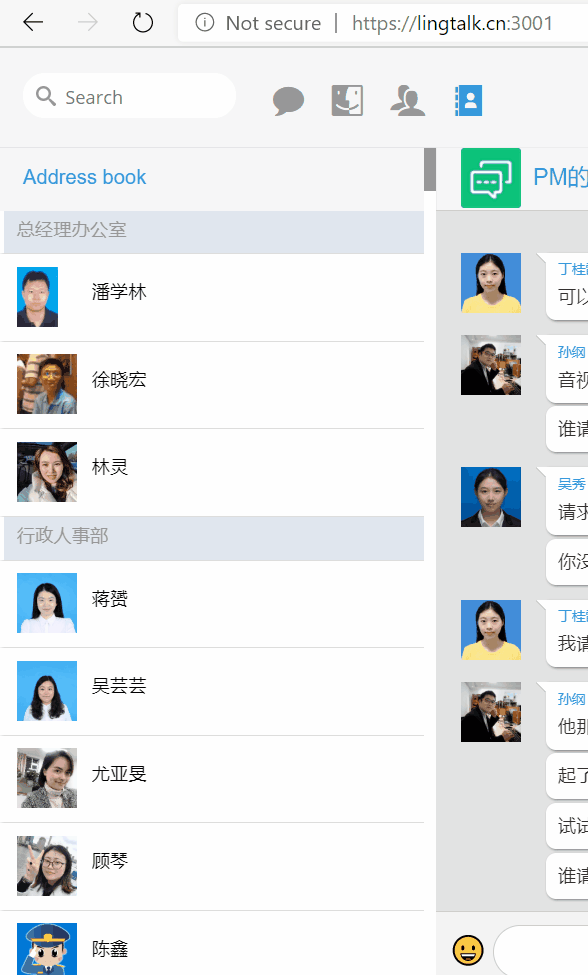 Not secure | https://lingtalk.cn:3001
Search
Address book
总经理办公室
潘学林
徐晓宏
林灵
行政人事部
蒋赟
吴芸芸
尤亚旻
顾琴
陈鑫
PM的
丁桂
可以
孙纲
音视
谁请
吴秀
请求
你没
丁桂
我请
孙纲
他那
起了
试试
谁请